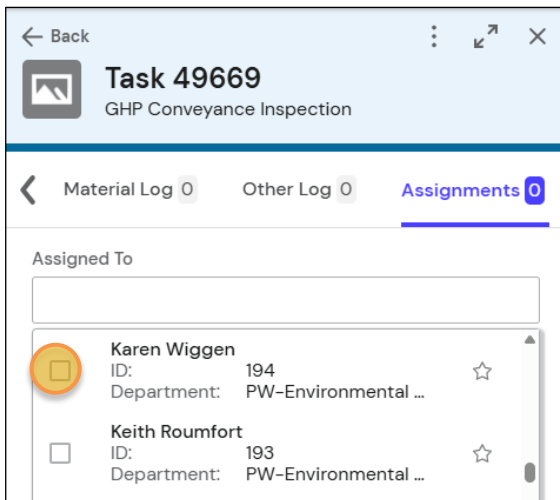 Back
Task 49669
GHP Conveyance Inspection
Material Log 0 Other Log 0 Assignments 0
Assigned To
Karen Wiggen
ID: 194
Department: PW-Environmental ...
Keith Roumfort
ID: 193
Department: PW-Environmental ...